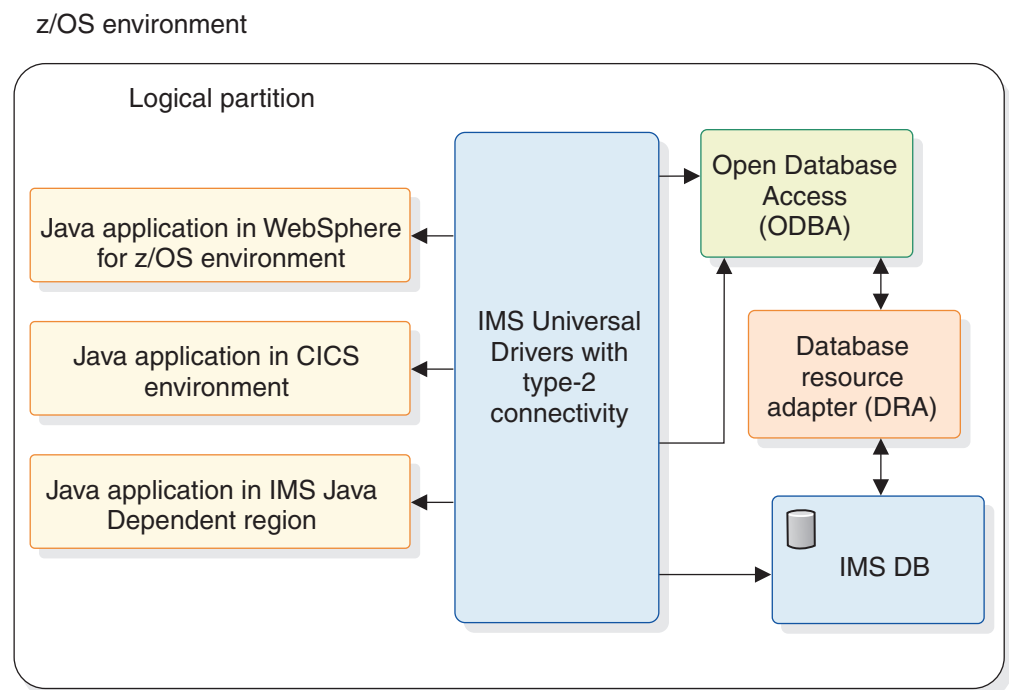 z/OS environment
Logical partition
Java application in WebSphere
for z/OS environment
Java application in CICS
environment
Java application in IMS Java
Dependent region
IMS Universal
Drivers with
type-2
connectivity
Open Database
Access
(ODBA)
Database
resource
adapter (DRA)
IMS DB